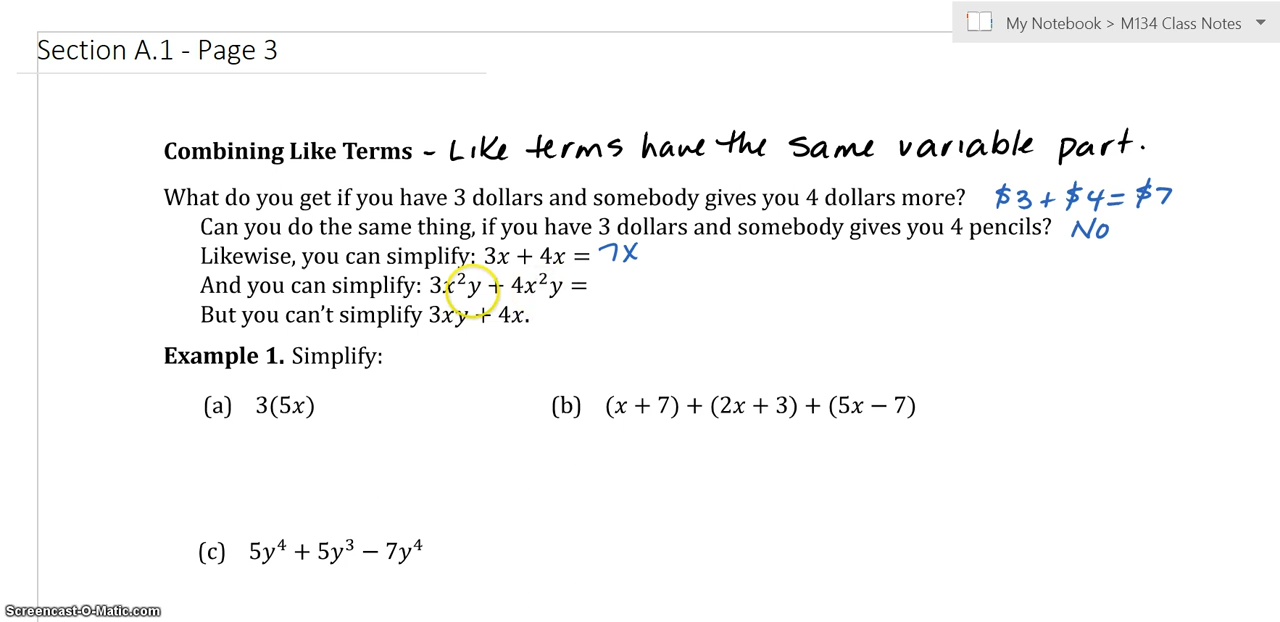 My Notebook > M134 Class Notes
Section A.1 - Page 3
Combining Like Terms - Like terms have the same variable part.
What do you get if you have 3 dollars and somebody gives you 4 dollars more? $3 + $4 = $7
Can you do the same thing, if you have 3 dollars and somebody gives you 4 pencils? No
Likewise, you can simplify: 3x + 4x = 7x
And you can simplify: 3x²y + 4x²y =
But you can't simplify 3xy + 4x.
Example 1. Simplify:
(a) 3(5x) (b) (x + 7) + (2x + 3) + (5x − 7)
(c) 5y⁴ + 5y³ − 7y⁴
Screencast-O-Matic.com